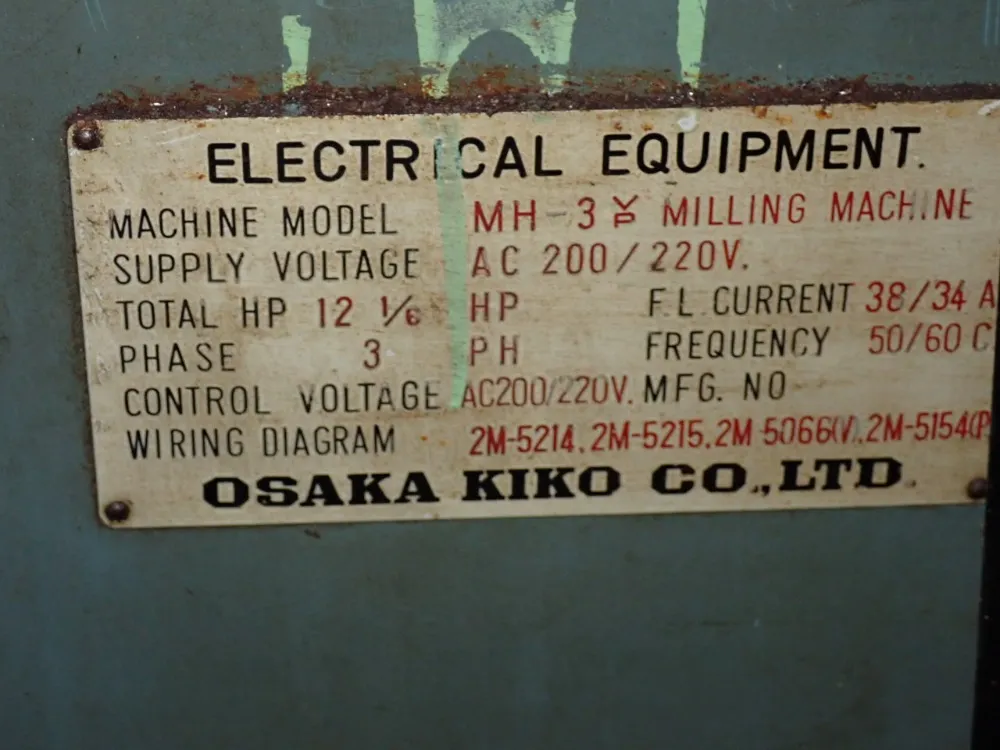 ELECTRICAL EQUIPMENT.
MACHINE MODEL MH-3 MILLING MACHINE
SUPPLY VOLTAGE AC 200/220V.
TOTAL HP 12 1/6 HP F.L.CURRENT 38/34 A
PHASE 3 PH FREQUENCY 50/60 C
CONTROL VOLTAGE AC200/220V. MFG. NO
WIRING DIAGRAM 2M-5214.2M-5215.2M-5066(V).2M-5154(P
OSAKA KIKO CO.,LTD.